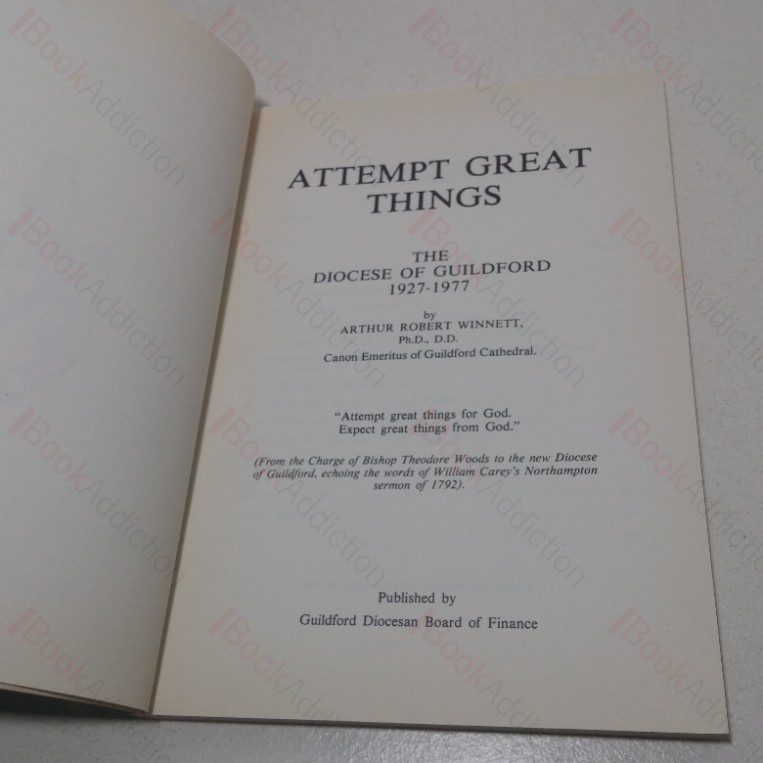 ATTEMPT GREAT
THINGS
THE
DIOCESE OF GUILDFORD
1927-1977
by
ARTHUR ROBERT WINNETT,
Ph.D., D.D.
Canon Emeritus of Guildford Cathedral.
"Attempt great things for God.
Expect great things from God."
(From the Charge of Bishop Theodore Woods to the new Diocese
of Guildford, echoing the words of William Carey's Northampton
sermon of 1792).
Published by
Guildford Diocesan Board of Finance
BookAddiction